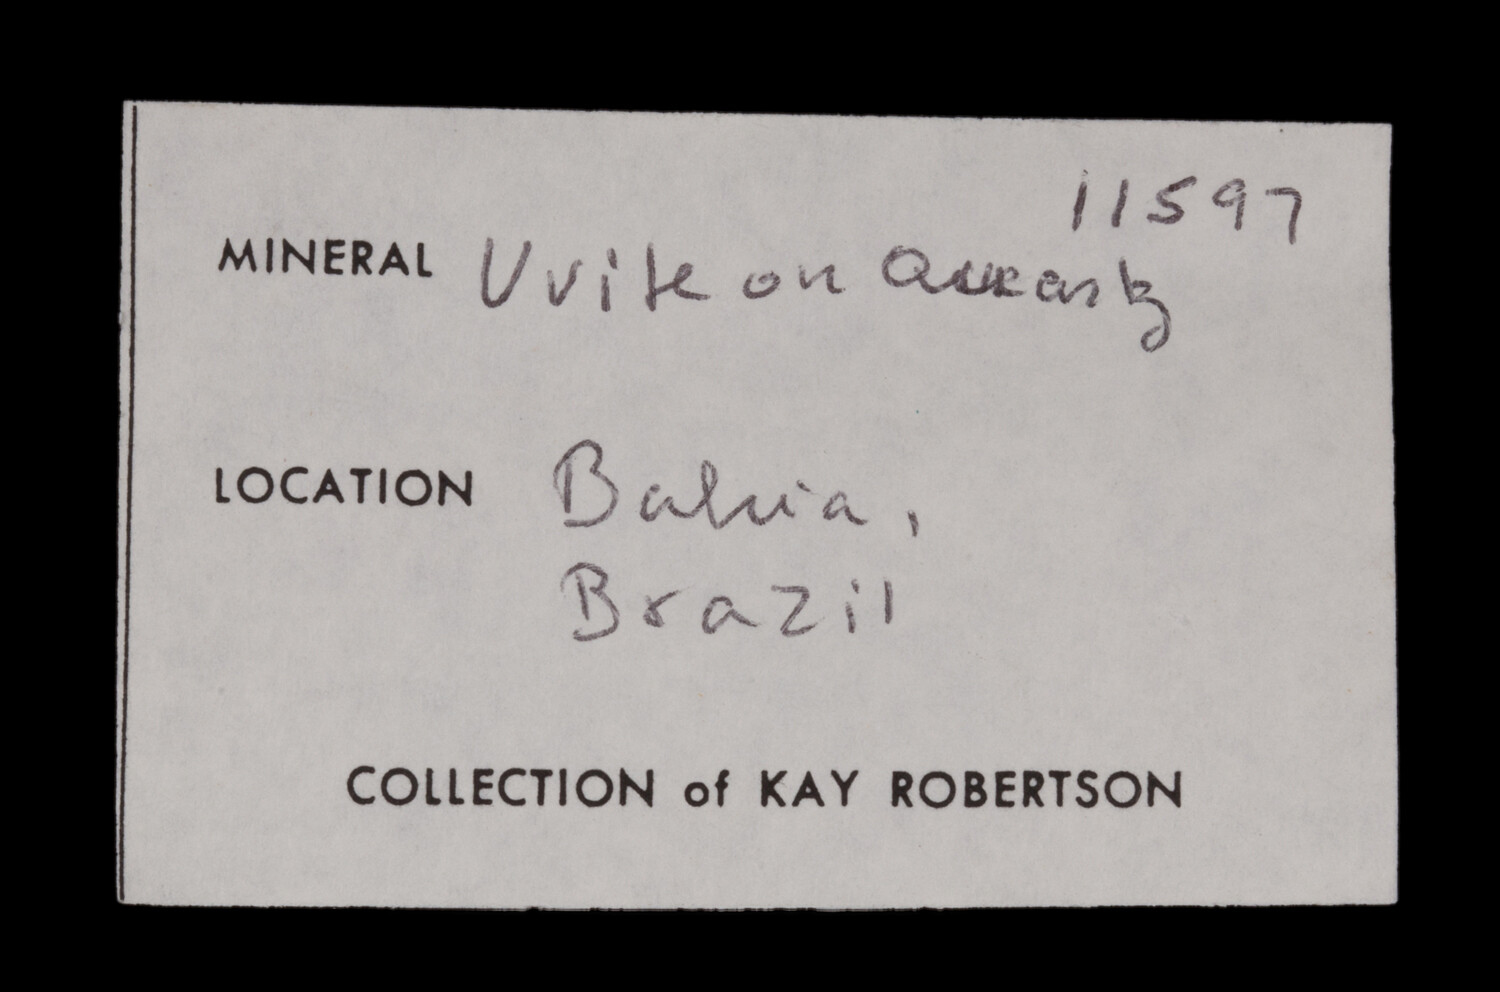 11597
MINERAL Uvite on Quartz
LOCATION Bahia,
Brazil
COLLECTION of KAY ROBERTSON